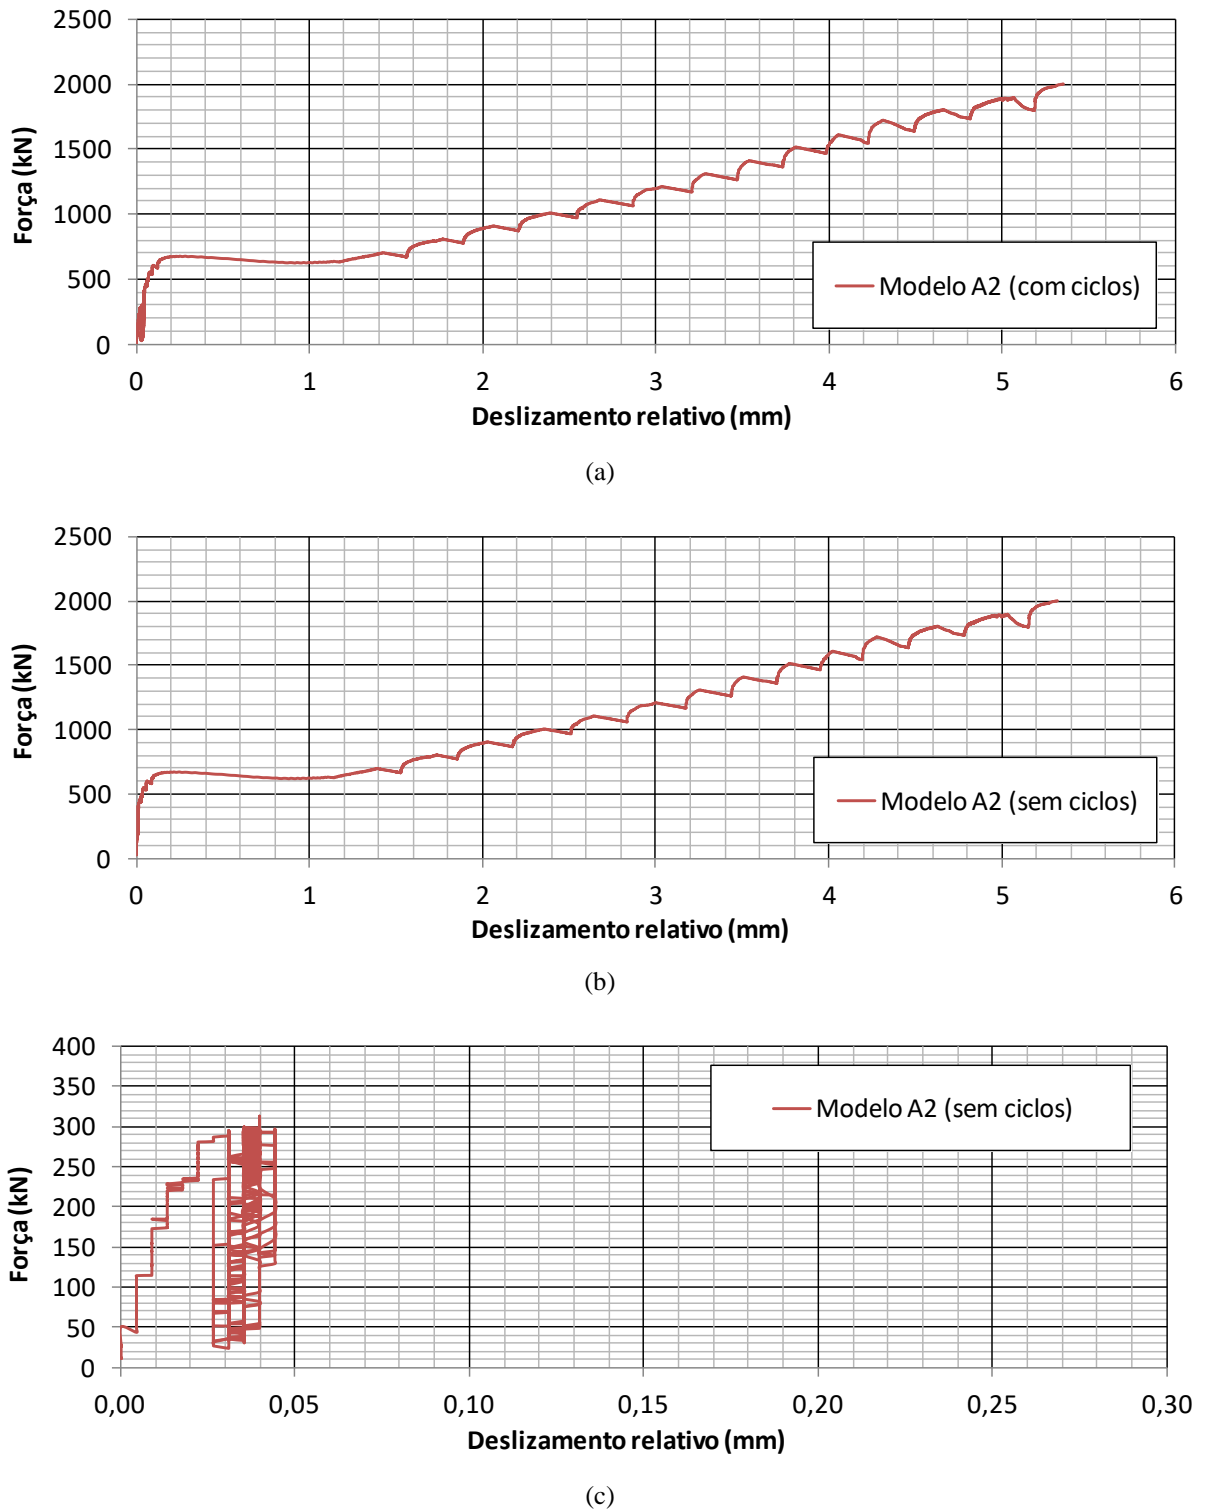 2500
2000
1500
1000
500
0
Força (kN)
Modelo A2 (com ciclos)
0 1 2 3 4 5 6
Deslizamento relativo (mm)
(a)
2500
2000
1500
1000
500
0
Força (kN)
Modelo A2 (sem ciclos)
0 1 2 3 4 5 6
Deslizamento relativo (mm)
(b)
400
350
300
250
200
150
100
50
0
Força (kN)
Modelo A2 (sem ciclos)
0,00 0,05 0,10 0,15 0,20 0,25 0,30
Deslizamento relativo (mm)
(c)